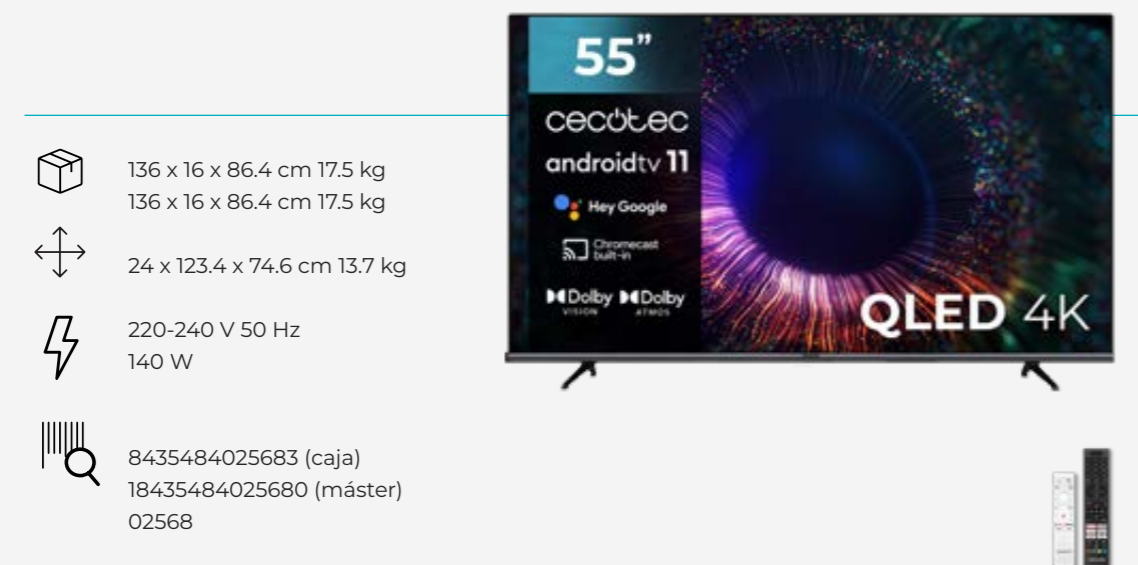 55”
cecotec
androidtv 11
Hey Google
Chromecast
built-in
Dolby Dolby
VISION ATMOS
QLED 4K
136 x 16 x 86.4 cm 17.5 kg
136 x 16 x 86.4 cm 17.5 kg
24 x 123.4 x 74.6 cm 13.7 kg
220-240 V 50 Hz
140 W
8435484025683 (caja)
18435484025680 (máster)
02568